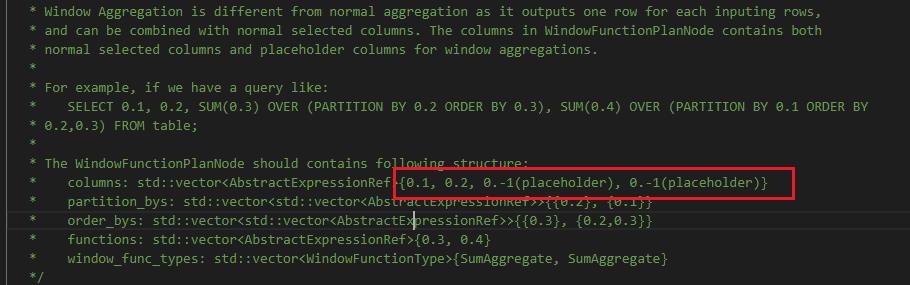 * Window Aggregation is different from normal aggregation as it outputs one row for each inputing rows,
* and can be combined with normal selected columns. The columns in WindowFunctionPlanNode contains both
* normal selected columns and placeholder columns for window aggregations.
*
* For example, if we have a query like:
*    SELECT 0.1, 0.2, SUM(0.3) OVER (PARTITION BY 0.2 ORDER BY 0.3), SUM(0.4) OVER (PARTITION BY 0.1 ORDER BY
* 0.2,0.3) FROM table;
*
* The WindowFunctionPlanNode should contains following structure:
*    columns: std::vector<AbstractExpressionRef>{0.1, 0.2, 0.-1(placeholder), 0.-1(placeholder)}
*    partition_bys: std::vector<std::vector<AbstractExpressionRef>>{{0.2}, {0.1}}
*    order_bys: std::vector<std::vector<AbstractExpressionRef>>{{0.3}, {0.2,0.3}}
*    functions: std::vector<AbstractExpressionRef>{0.3, 0.4}
*    window_func_types: std::vector<WindowFunctionType>{SumAggregate, SumAggregate}
*/